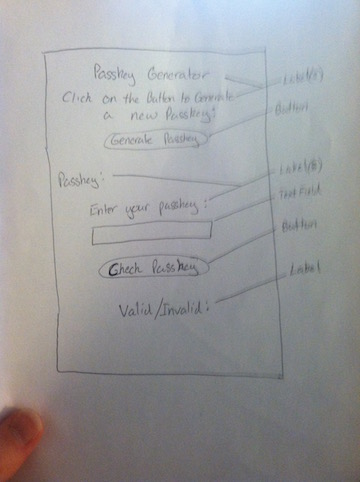 Passkey Generator
Label(s)
Click on the Button to Generate
a new Passkey:
Button
Generate Passkey
Passkey:
Label(s)
Enter your passkey:
Text Field
Button
Check Passkey
Label
Valid/Invalid: